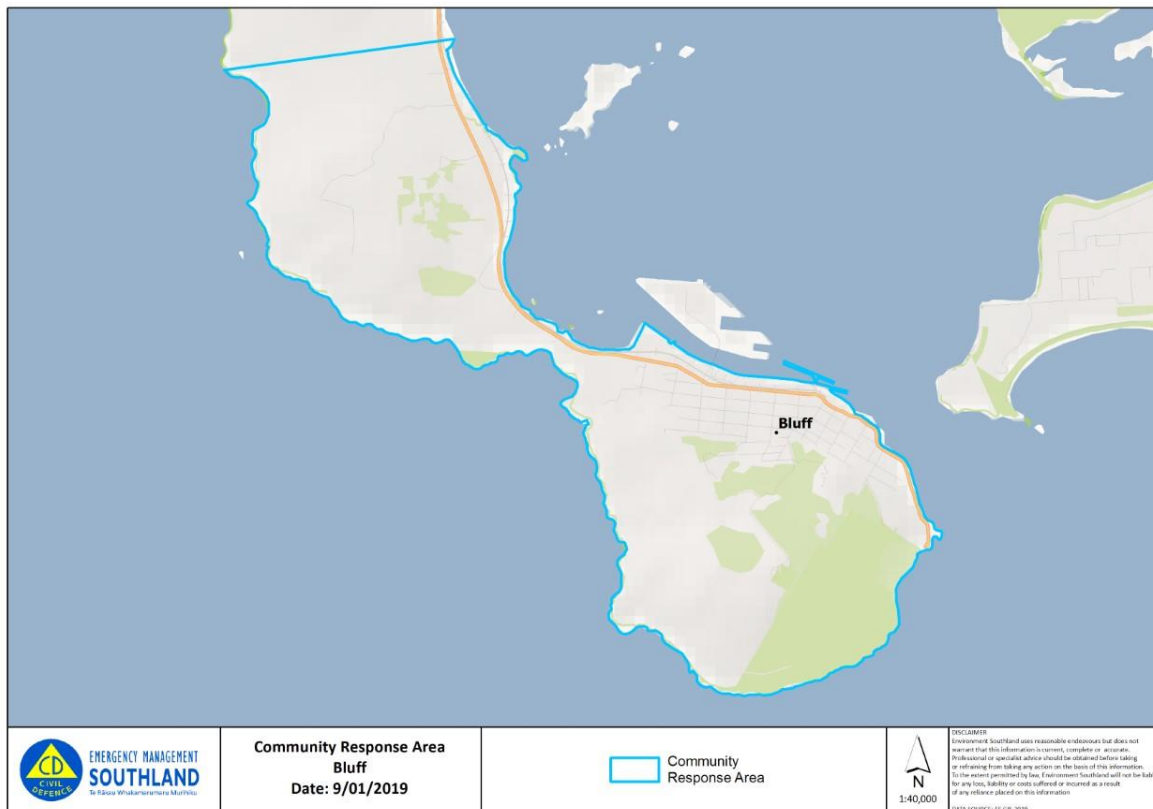 Bluff
CD
CIVIL
DEFENCE
EMERGENCY MANAGEMENT
SOUTHLAND
Te Rākau Whakamarumaru Murihiku
Community Response Area
Bluff
Date: 9/01/2019
Community
Response Area
N
1:40,000
DISCLAIMER
Environment Southland uses reasonable endeavours but does not
warrant that this information is current, complete or accurate.
Professional or specialist advice should be obtained before taking
or refraining from taking any action on the basis of this information.
To the extent permitted by law, Environment Southland will not be liabl
for any loss, liability or costs suffered or incurred as a result
of any reliance placed on this information